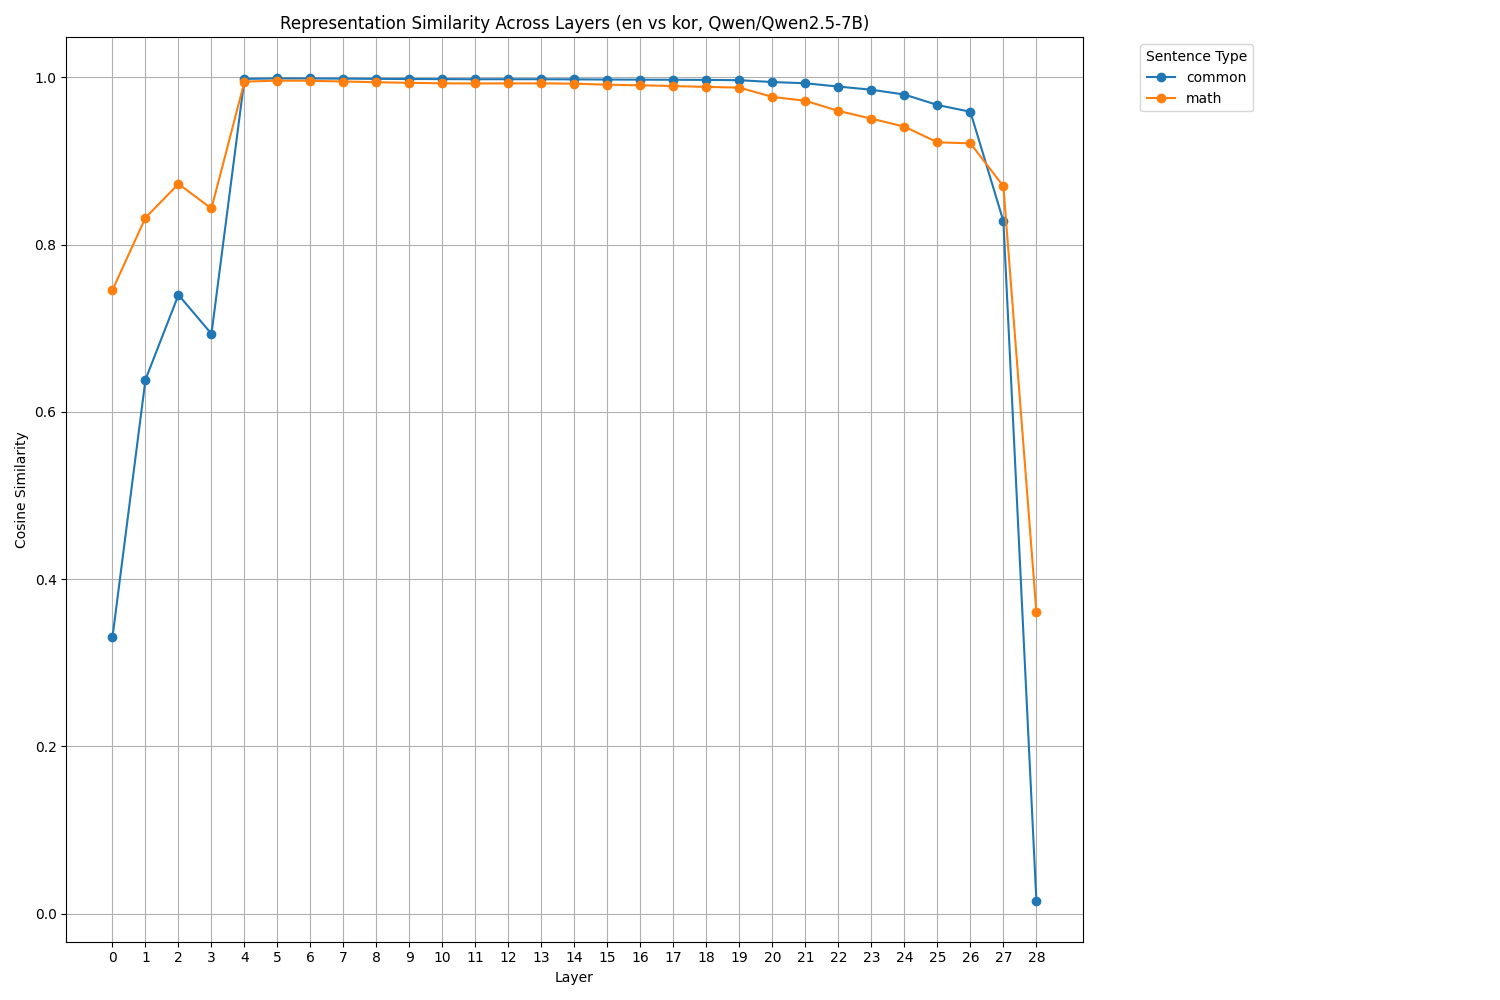 Representation Similarity Across Layers (en vs kor, Qwen/Qwen2.5-7B)
Sentence Type
common
math
Cosine Similarity
1.0
0.8
0.6
0.4
0.2
0.0
0 1 2 3 4 5 6 7 8 9 10 11 12 13 14 15 16 17 18 19 20 21 22 23 24 25 26 27 28
Layer